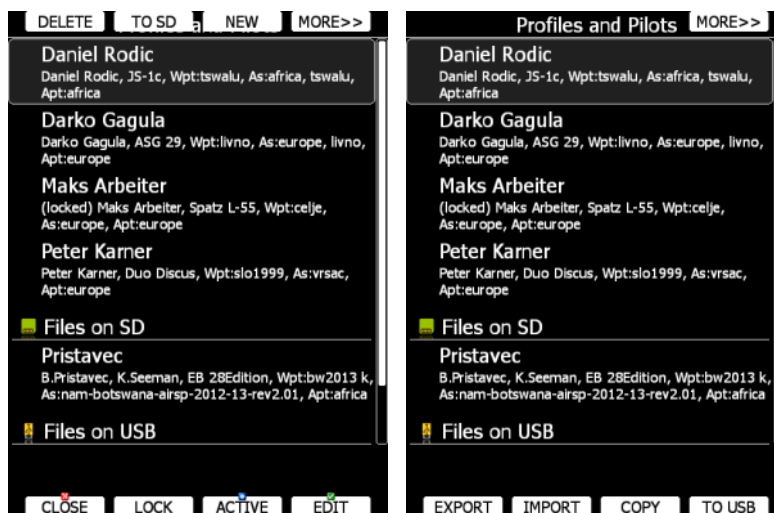 DELETE TO SD NEW MORE>>
Profiles and Pilots
Daniel Rodic
Daniel Rodic, JS-1c, Wpt:tswalu, As:africa, tswalu,
Apt:africa
Darko Gagula
Darko Gagula, ASG 29, Wpt:livno, As:europe, livno,
Apt:europe
Maks Arbeiter
(locked) Maks Arbeiter, Spatz L-55, Wpt:celje,
As:europe, Apt:europe
Peter Karner
Peter Karner, Duo Discus, Wpt:slo1999, As:vrsac,
Apt:europe
Files on SD
Pristavec
B.Pristavec, K.Seeman, EB 28Edition, Wpt:bw2013 k,
As:nam-botswana-airsp-2012-13-rev2.01, Apt:africa
Files on USB
CLOSE LOCK ACTIVE EDIT
Profiles and Pilots MORE>>
Daniel Rodic
Daniel Rodic, JS-1c, Wpt:tswalu, As:africa, tswalu,
Apt:africa
Darko Gagula
Darko Gagula, ASG 29, Wpt:livno, As:europe, livno,
Apt:europe
Maks Arbeiter
(locked) Maks Arbeiter, Spatz L-55, Wpt:celje,
As:europe, Apt:europe
Peter Karner
Peter Karner, Duo Discus, Wpt:slo1999, As:vrsac,
Apt:europe
Files on SD
Pristavec
B.Pristavec, K.Seeman, EB 28Edition, Wpt:bw2013 k,
As:nam-botswana-airsp-2012-13-rev2.01, Apt:africa
Files on USB
EXPORT IMPORT COPY TO USB